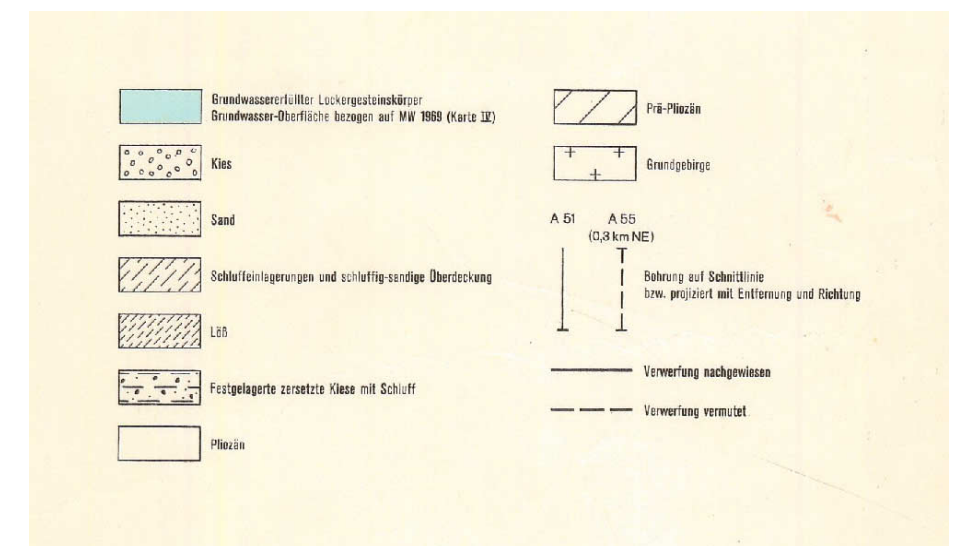 Grundwassererfüllter Lockergesteinskörper
Grundwasser-Oberfläche bezogen auf MW 1969 (Karte IV)
Kies
Sand
Schluffeinlagerungen und schluffig-sandige Überdeckung
Löß
Festgelagerte zersetzte Kiese mit Schluff
Pliozän
Prä-Pliozän
Grundgebirge
A 51 A 55
(0,3 km NE)
Bohrung auf Schnittlinie
bzw. projiziert mit Entfernung und Richtung
Verwerfung nachgewiesen
Verwerfung vermutet